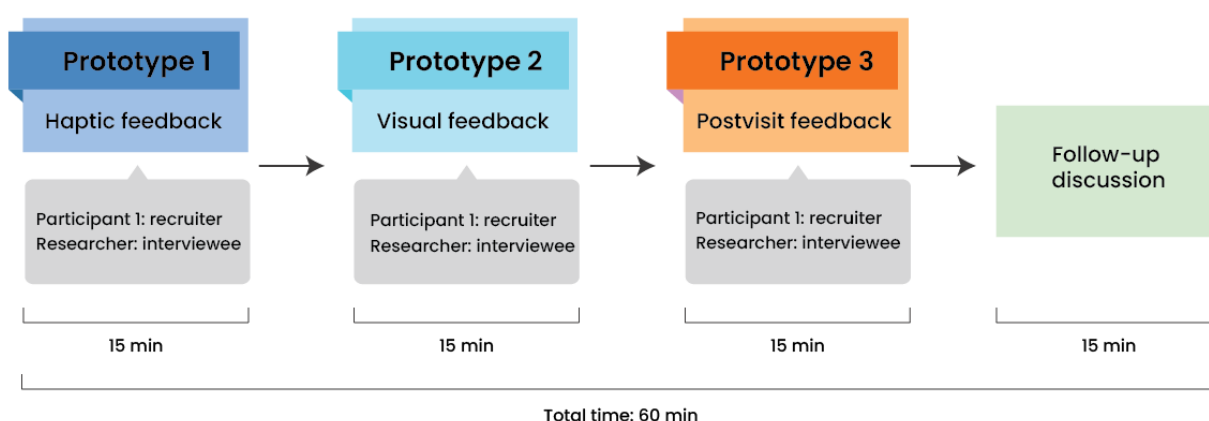 Prototype 1
Haptic feedback
Participant 1: recruiter
Researcher: interviewee
15 min
Prototype 2
Visual feedback
Participant 1: recruiter
Researcher: interviewee
15 min
Prototype 3
Postvisit feedback
Participant 1: recruiter
Researcher: interviewee
15 min
Follow-up
discussion
15 min
Total time: 60 min